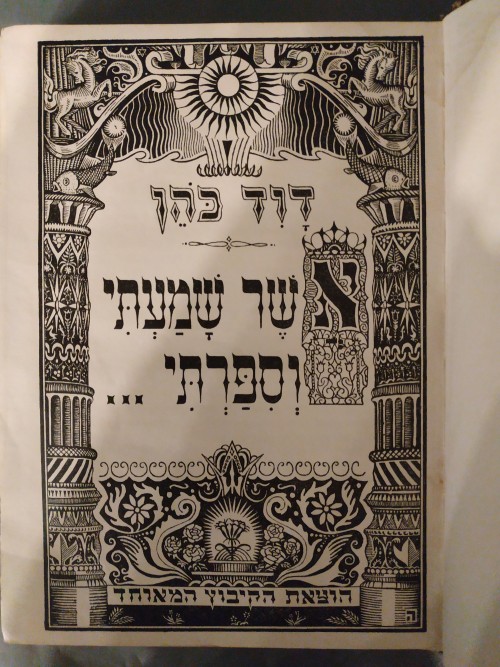 דָּוִד כֹּהֵן
אֲשֶׁר שָׁמַעְתִּי
וְסִפַּרְתִּי ...
הוצאת הקיבוץ המאוחד